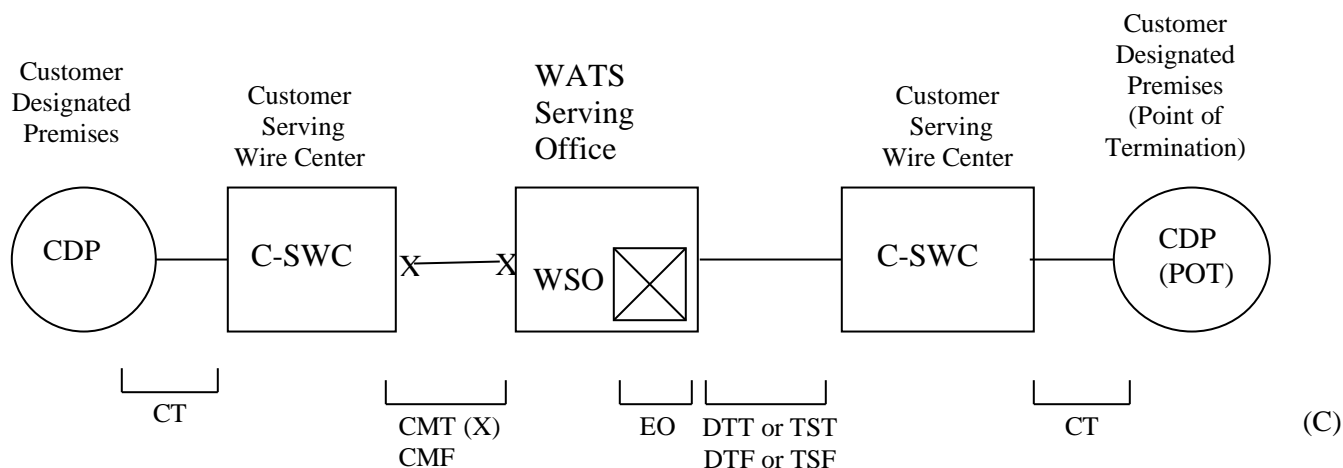 Customer
Designated
Premises
Customer
Serving
Wire Center
WATS
Serving
Office
Customer
Serving
Wire Center
Customer
Designated
Premises
(Point of
Termination)
CDP
C-SWC
X
X
WSO
C-SWC
CDP
(POT)
CT
CMT (X)
CMF
EO
DTT or TST
DTF or TSF
CT
(C)